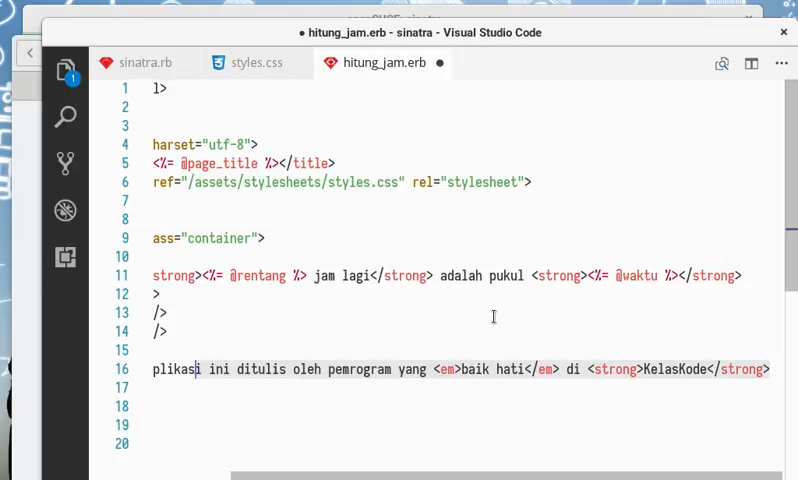 ● hitung_jam.erb - sinatra - Visual Studio Code
sinatra.rb
styles.css
hitung_jam.erb
1
1 l>
2
3
4 harset="utf-8">
5 <%= @page_title %></title>
6 ref="/assets/stylesheets/styles.css" rel="stylesheet">
7
8
9 ass="container">
10
11 strong><%= @rentang %> jam lagi</strong> adalah pukul <strong><%= @waktu %></strong>
12 >
13 />
14 />
15
16 plikasi ini ditulis oleh pemrogram yang <em>baik hati</em> di <strong>KelasKode</strong>
17
18
19
20